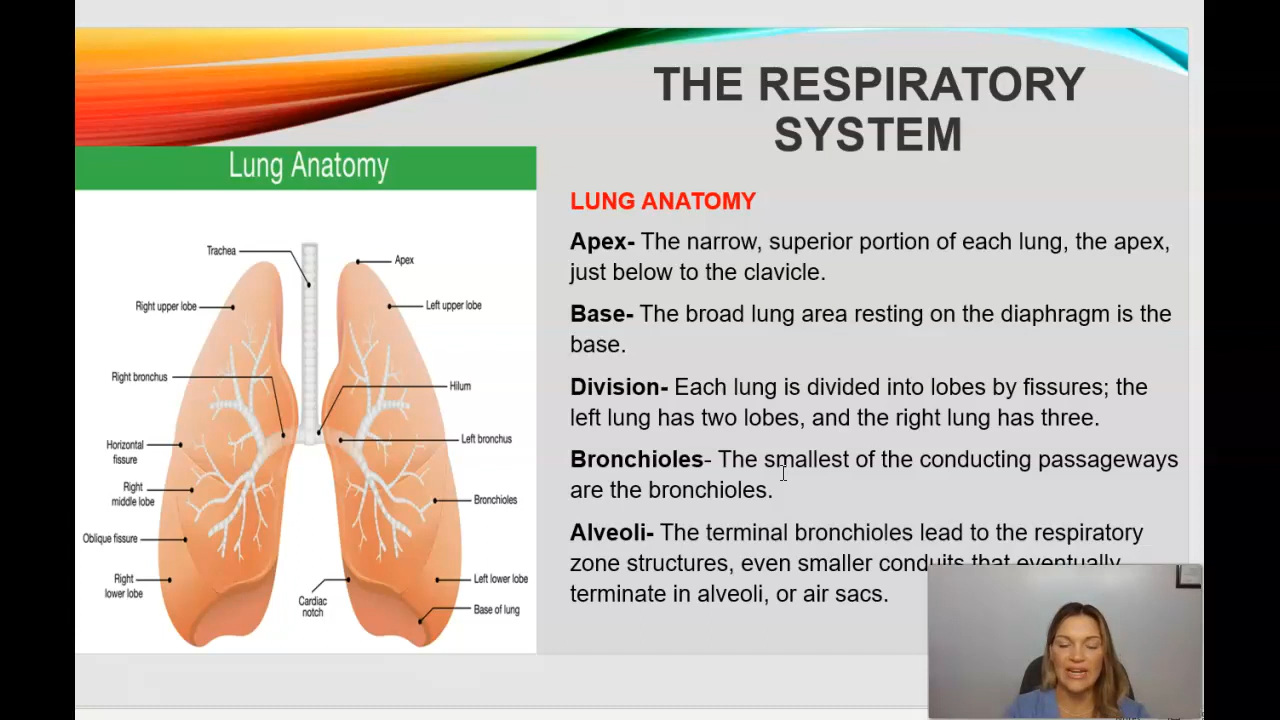 THE RESPIRATORY
SYSTEM
Lung Anatomy
Trachea
Apex
Right upper lobe
Left upper lobe
Right bronchus
Hilum
Left bronchus
Horizontal
fissure
Right
middle lobe
Bronchioles
Oblique fissure
Right
lower lobe
Cardiac
notch
Left lower lobe
Base of lung
LUNG ANATOMY
Apex- The narrow, superior portion of each lung, the apex,
just below to the clavicle.
Base- The broad lung area resting on the diaphragm is the
base.
Division- Each lung is divided into lobes by fissures; the
left lung has two lobes, and the right lung has three.
Bronchioles- The smallest of the conducting passageways
are the bronchioles.
Alveoli- The terminal bronchioles lead to the respiratory
zone structures, even smaller conduits that eventually
terminate in alveoli, or air sacs.